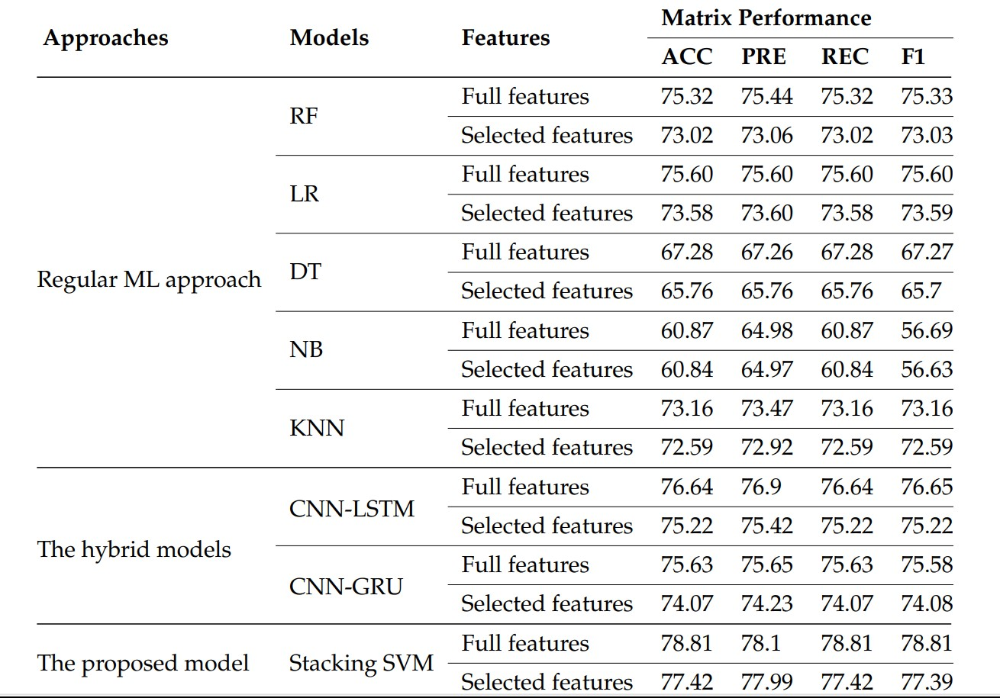 Approaches Models Features Matrix Performance
ACC PRE REC F1
Regular ML approach RF Full features 75.32 75.44 75.32 75.33
Selected features 73.02 73.06 73.02 73.03
LR Full features 75.60 75.60 75.60 75.60
Selected features 73.58 73.60 73.58 73.59
DT Full features 67.28 67.26 67.28 67.27
Selected features 65.76 65.76 65.76 65.7
NB Full features 60.87 64.98 60.87 56.69
Selected features 60.84 64.97 60.84 56.63
KNN Full features 73.16 73.47 73.16 73.16
Selected features 72.59 72.92 72.59 72.59
The hybrid models CNN-LSTM Full features 76.64 76.9 76.64 76.65
Selected features 75.22 75.42 75.22 75.22
CNN-GRU Full features 75.63 75.65 75.63 75.58
Selected features 74.07 74.23 74.07 74.08
The proposed model Stacking SVM Full features 78.81 78.1 78.81 78.81
Selected features 77.42 77.99 77.42 77.39